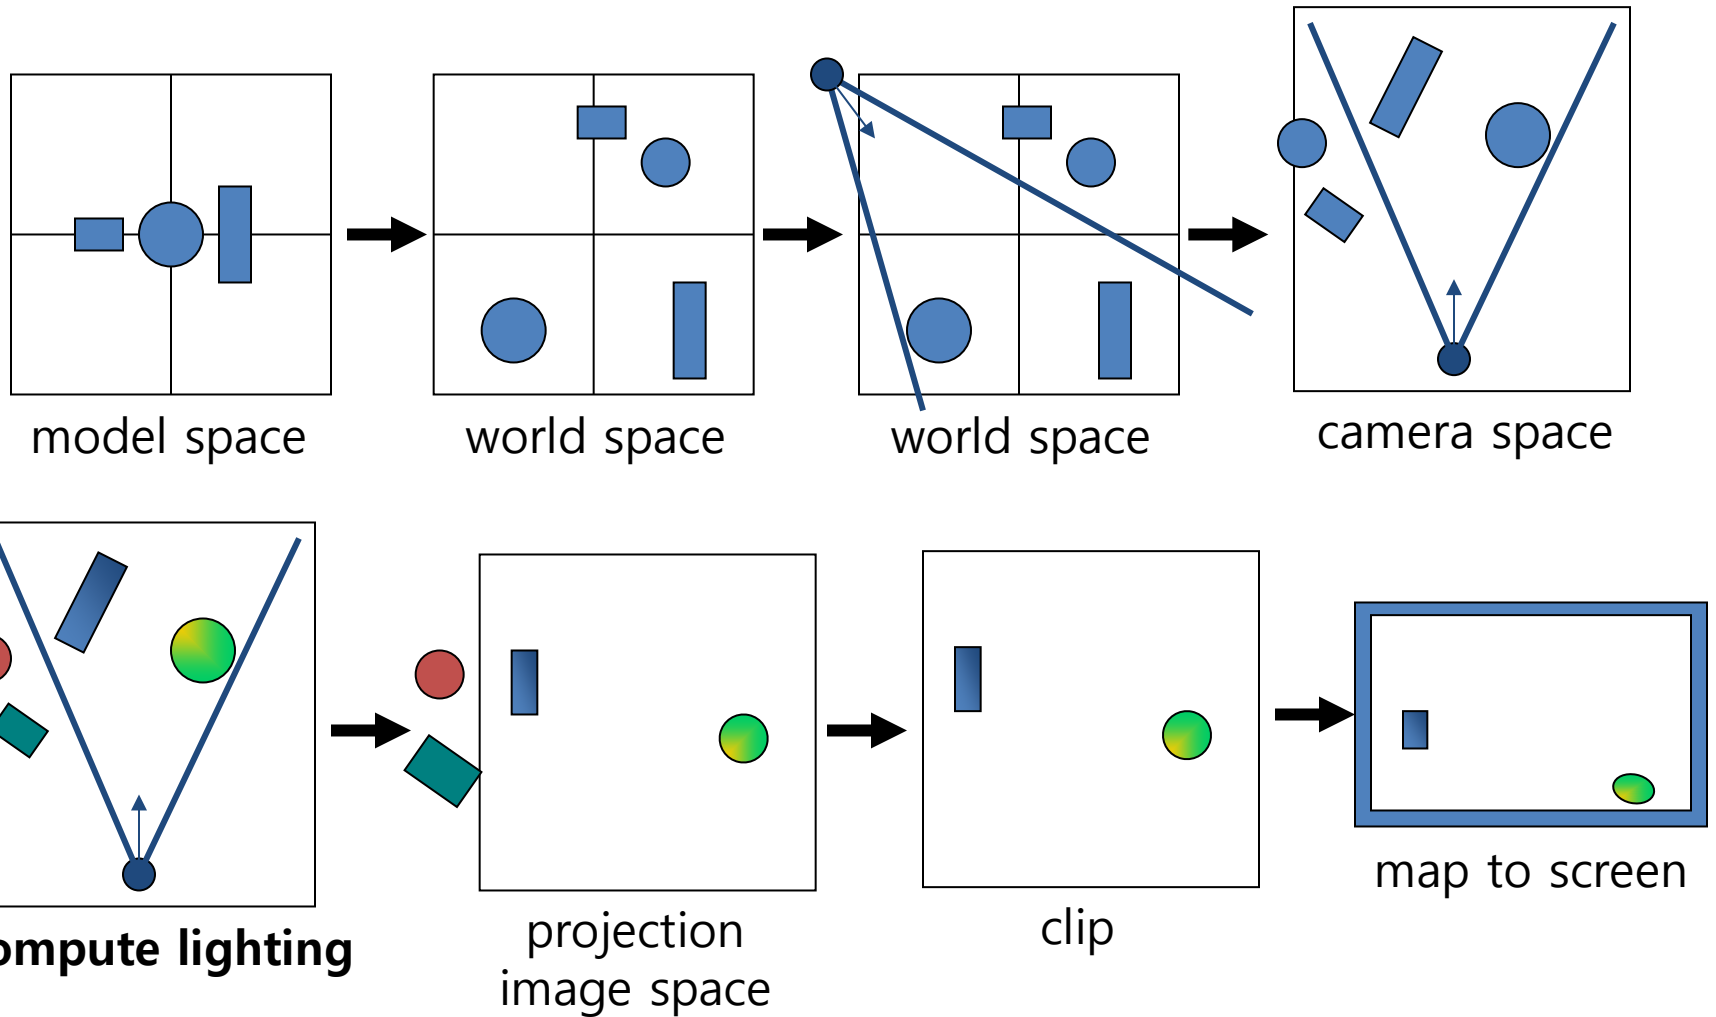 model space
world space
world space
camera space
ompute lighting
projection
image space
clip
map to screen